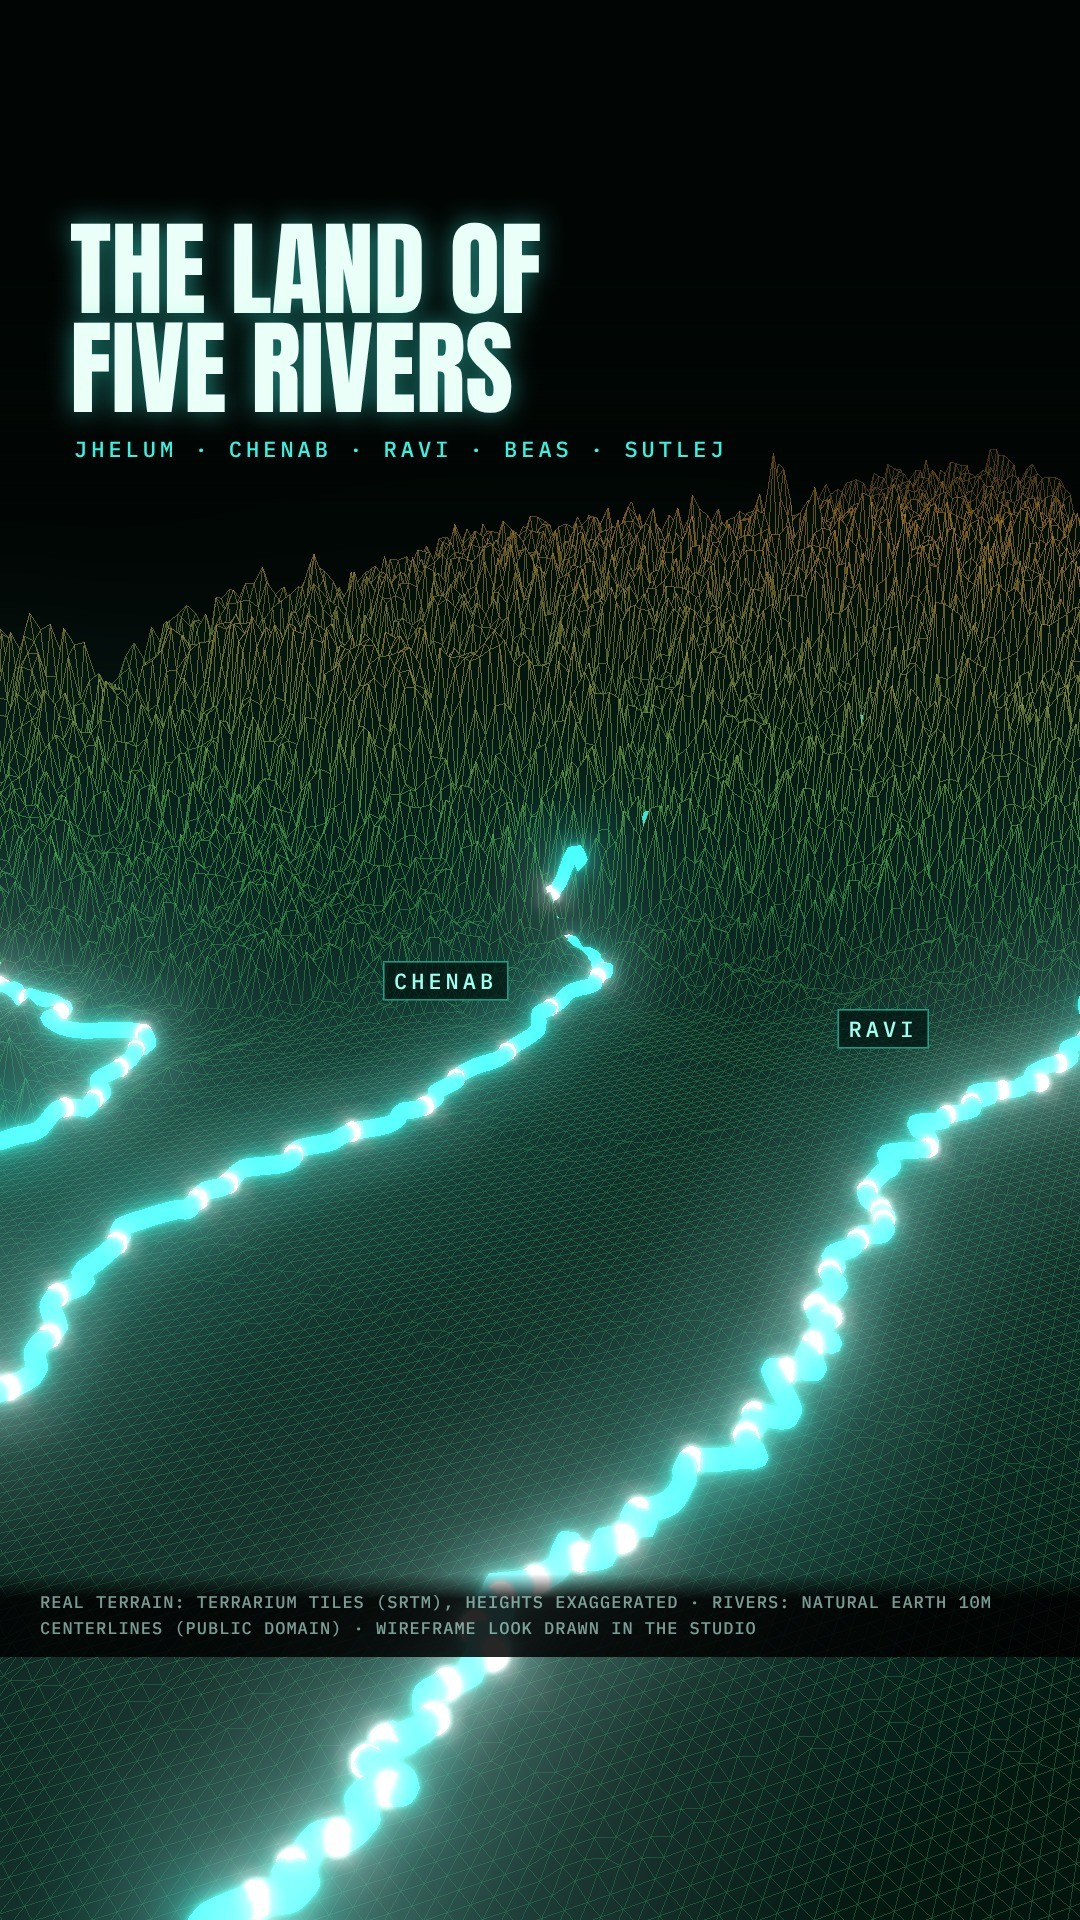 THE LAND OF
FIVE RIVERS
JHELUM · CHENAB · RAVI · BEAS · SUTLEJ
CHENAB
RAVI
REAL TERRAIN: TERRARIUM TILES (SRTM), HEIGHTS EXAGGERATED · RIVERS: NATURAL EARTH 10M
CENTERLINES (PUBLIC DOMAIN) · WIREFRAME LOOK DRAWN IN THE STUDIO